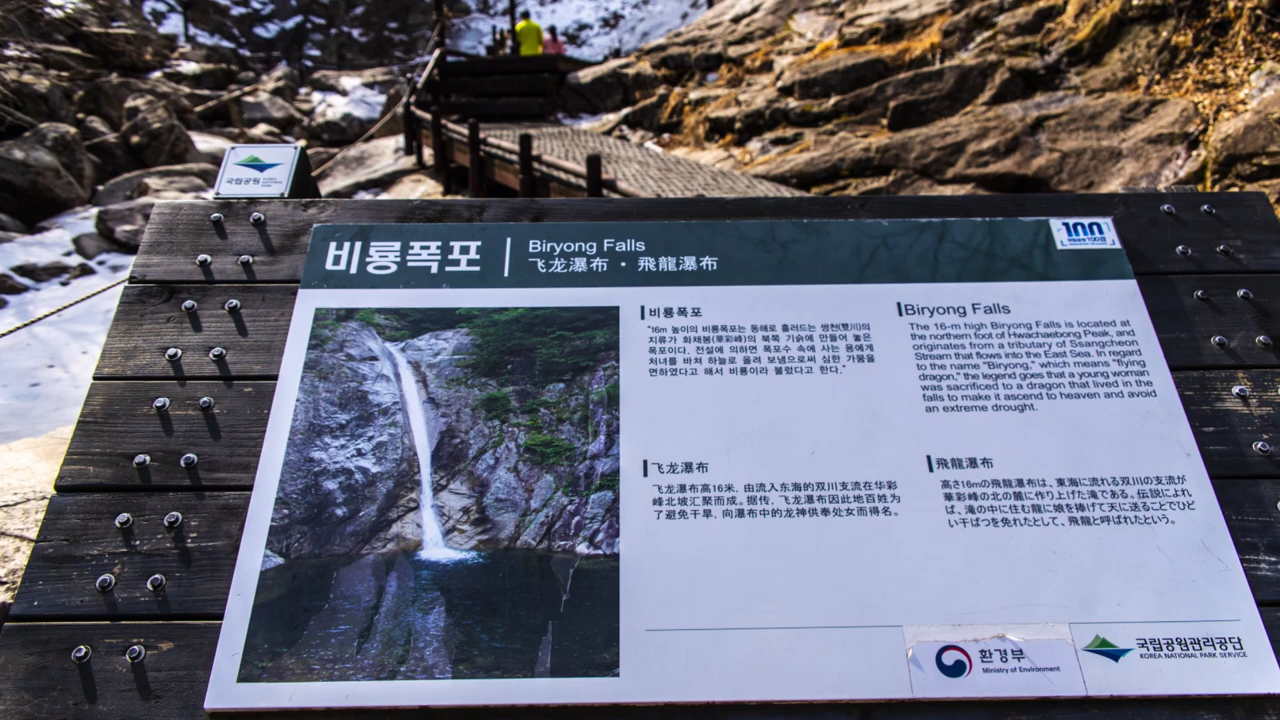 국립공원 KOREA NATIONAL PARK
비룡폭포
Biryong Falls
飞龙瀑布 · 飛龍瀑布
100
비룡폭포
"16m 높이의 비룡폭포는 동해로 흘러드는 쌍천(雙川)의
지류가 화채봉(華彩峰)의 북쪽 기슭에 만들어 놓은
폭포이다. 전설에 의하면 폭포수 속에 사는 용에게
처녀를 바쳐 하늘로 올려 보냄으로써 심한 가뭄을
면하였다고 해서 비룡이라 불렀다고 한다."
Biryong Falls
The 16-m high Biryong Falls is located at
the northern foot of Hwachaebong Peak, and
originates from a tributary of Ssangcheon
Stream that flows into the East Sea. In regard
to the name "Biryong," which means "flying
dragon," the legend goes that a young woman
was sacrificed to a dragon that lived in the
falls to make it ascend to heaven and avoid
an extreme drought.
飞龙瀑布
飞龙瀑布高16米，由流入东海的双川支流在华彩
峰北坡汇聚而成。据传，飞龙瀑布因此地百姓为
了避免干旱，向瀑布中的龙神供奉处女而得名。
飛龍瀑布
高さ16mの飛龍瀑布は、東海に流れる双川の支流が
華彩峰の北の麓に作り上げた滝である。伝説によれ
ば、滝の中に住む龍に娘を捧げて天に送ることでひど
い干ばつを免れたとして、飛龍と呼ばれたという。
환경부
Ministry of Environment
국립공원관리공단
KOREA NATIONAL PARK SERVICE